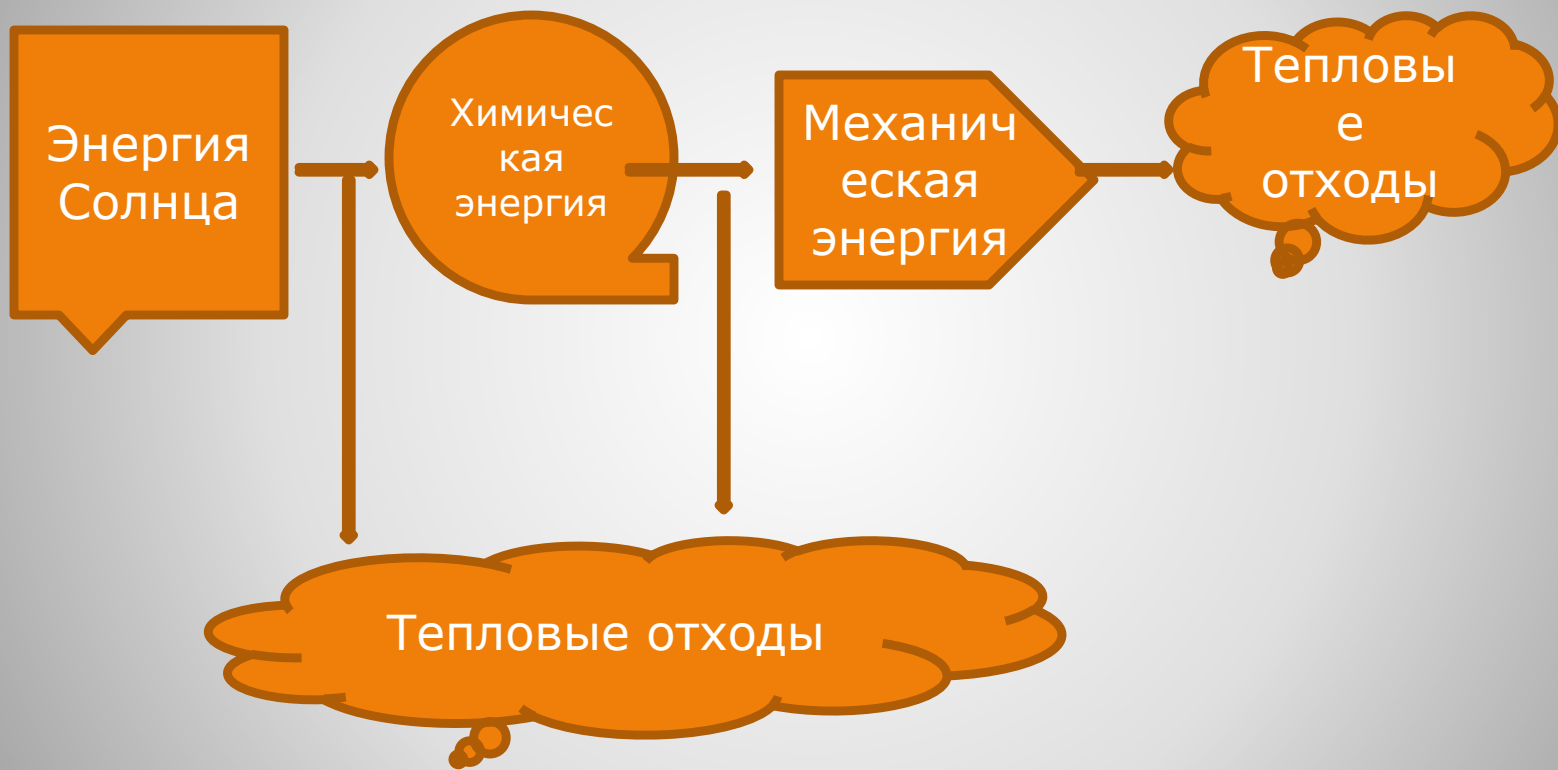 Энергия
Солнца
Химичес
кая
энергия
Механич
еская
энергия
Тепловы
е
отходы
Тепловые отходы